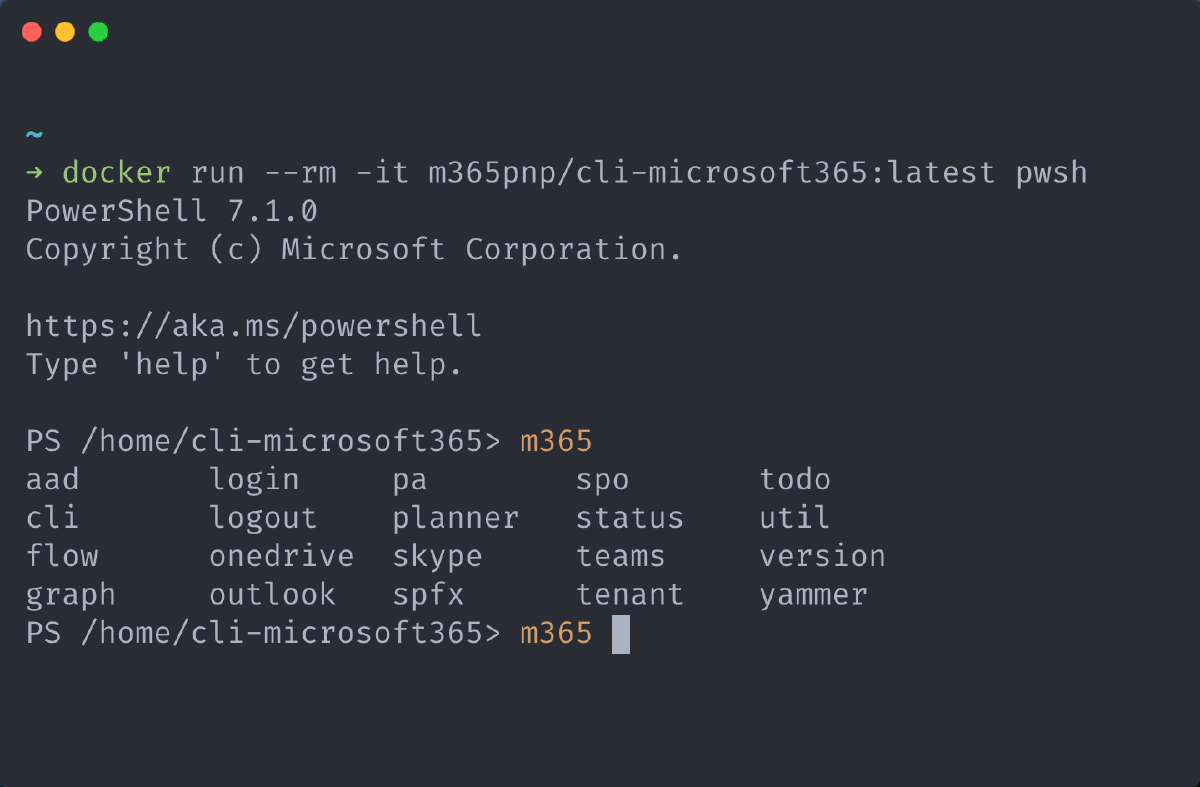 ~
→ docker run --rm -it m365pnp/cli-microsoft365:latest pwsh
PowerShell 7.1.0
Copyright (c) Microsoft Corporation.
https://aka.ms/powershell
Type 'help' to get help.
PS /home/cli-microsoft365> m365
aad login pa spo todo
cli logout planner status util
flow onedrive skype teams version
graph outlook spfx tenant yammer
PS /home/cli-microsoft365> m365